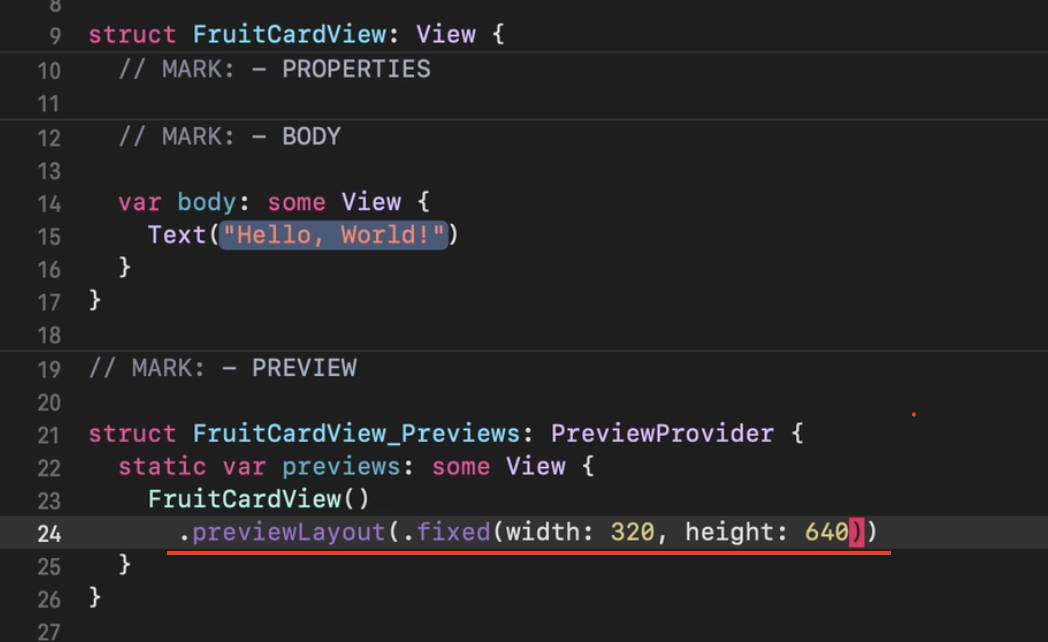 8
9 struct FruitCardView: View {
10 // MARK: - PROPERTIES
11
12 // MARK: - BODY
13
14 var body: some View {
15 Text("Hello, World!")
16 }
17 }
18
19 // MARK: - PREVIEW
20
21 struct FruitCardView_Previews: PreviewProvider {
22 static var previews: some View {
23 FruitCardView()
24 .previewLayout(.fixed(width: 320, height: 640))
25 }
26 }
27